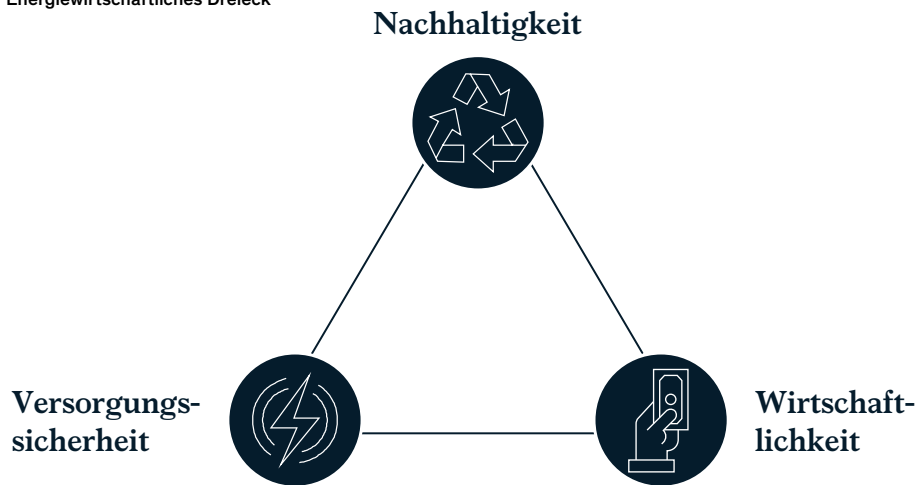 Energiewirtschaftliches Dreieck
Nachhaltigkeit
Versorgungs-
sicherheit
Wirtschaft-
lichkeit